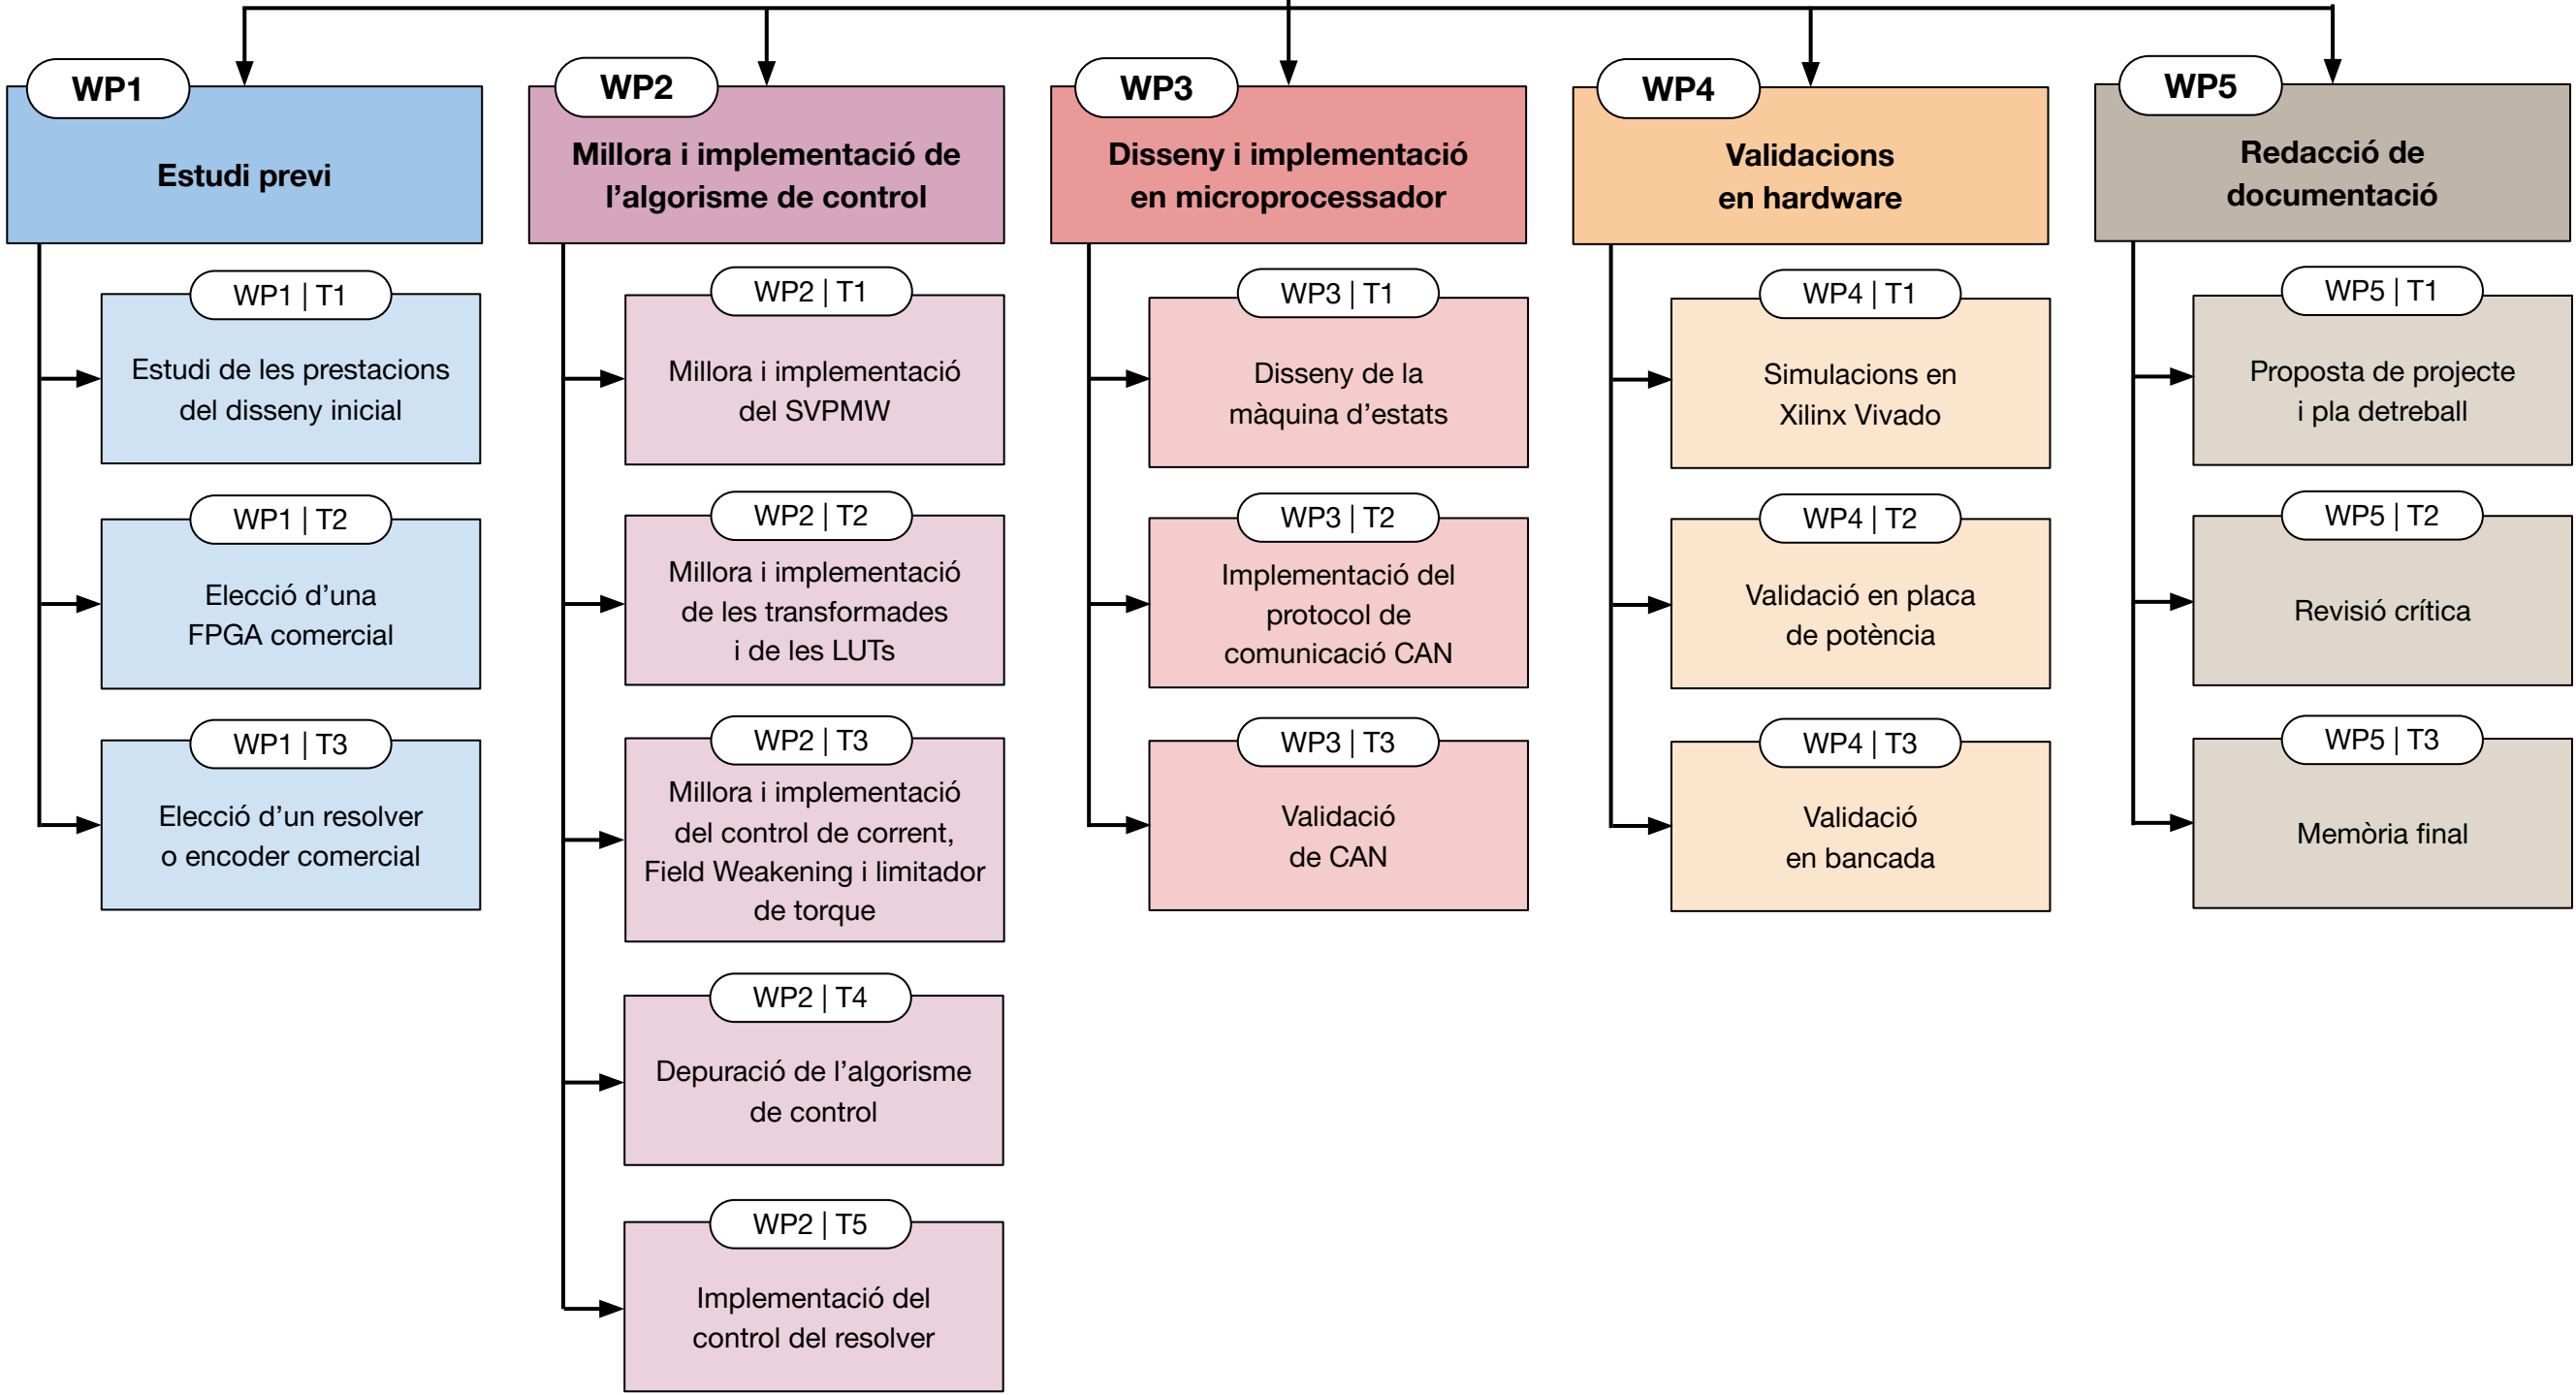 WP1
Estudi previ
WP1 | T1
Estudi de les prestacions
del disseny inicial
WP1 | T2
Elecció d’una
FPGA comercial
WP1 | T3
Elecció d’un resolver
o encoder comercial
WP2
Millora i implementació de
l’algorisme de control
WP2 | T1
Millora i implementació
del SVPMW
WP2 | T2
Millora i implementació
de les transformades
i de les LUTs
WP2 | T3
Millora i implementació
del control de corrent,
Field Weakening i limitador
de torque
WP2 | T4
Depuració de l’algorisme
de control
WP2 | T5
Implementació del
control del resolver
WP3
Disseny i implementació
en microprocessador
WP3 | T1
Disseny de la
màquina d’estats
WP3 | T2
Implementació del
protocol de
comunicació CAN
WP3 | T3
Validació
de CAN
WP4
Validacions
en hardware
WP4 | T1
Simulacions en
Xilinx Vivado
WP4 | T2
Validació en placa
de potència
WP4 | T3
Validació
en bancada
WP5
Redacció de
documentació
WP5 | T1
Proposta de projecte
i pla detreball
WP5 | T2
Revisió crítica
WP5 | T3
Memòria final